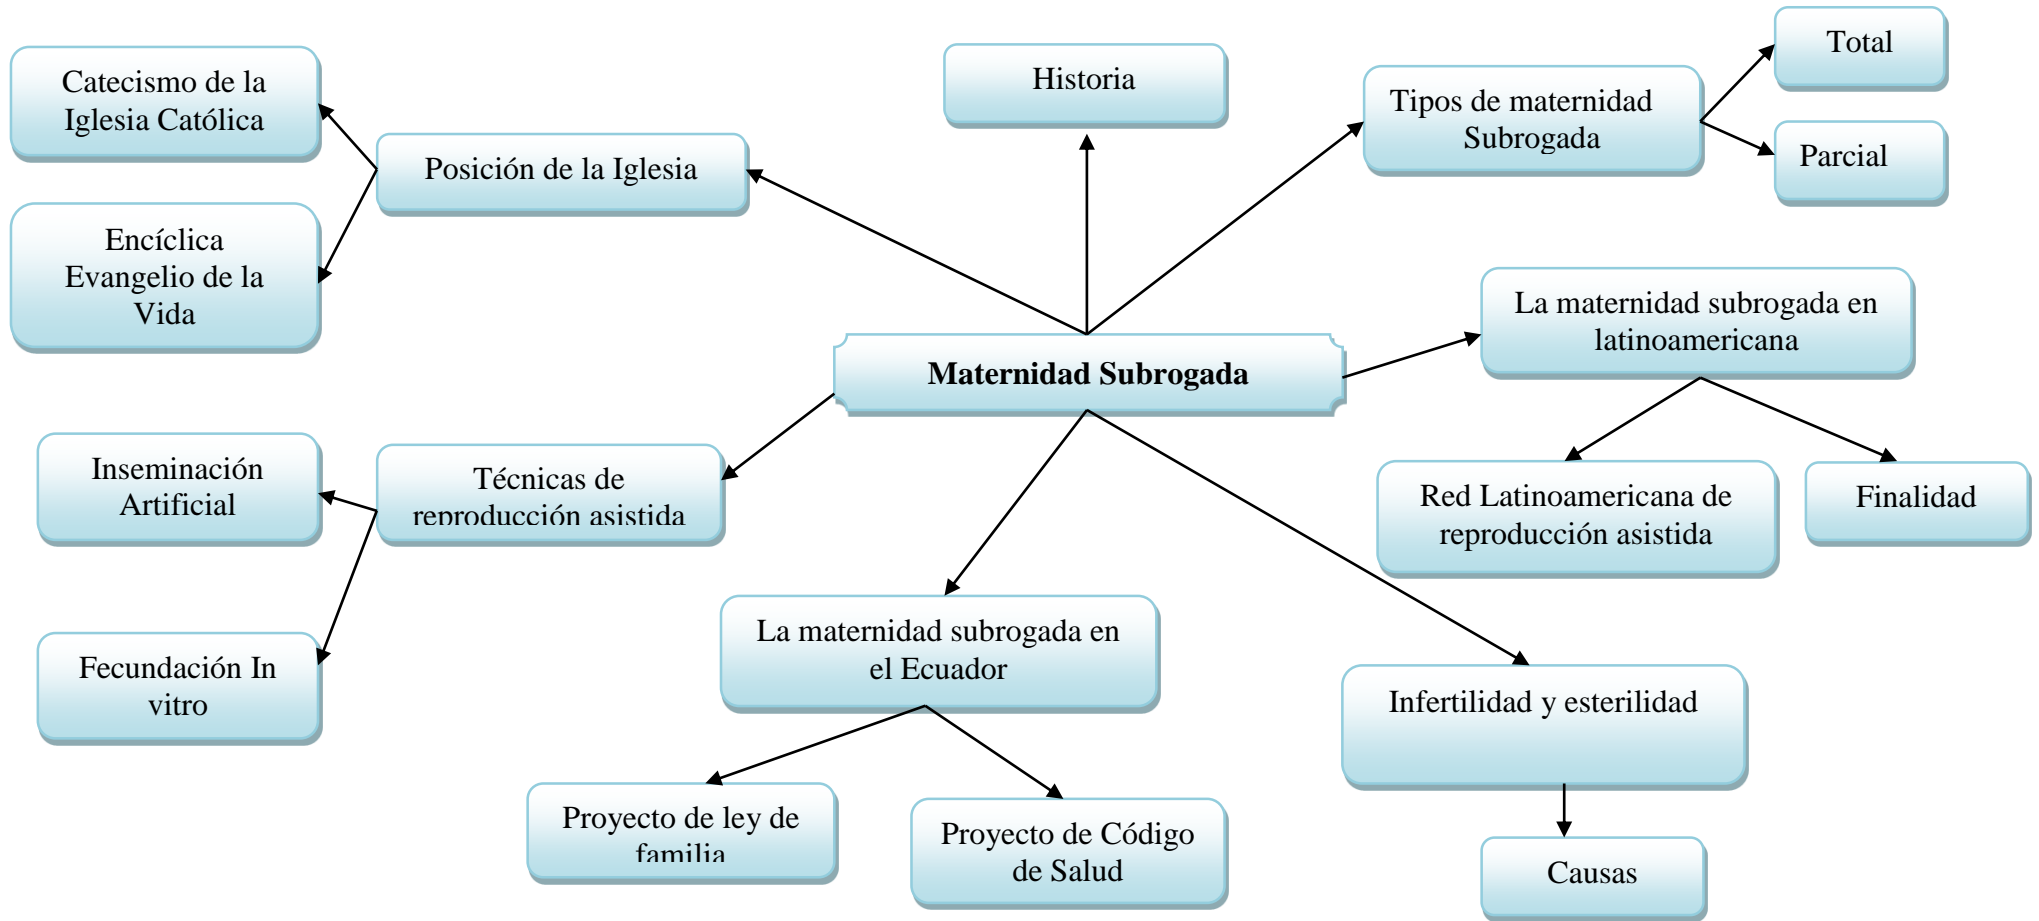 Total
Historia
Catecismo de la
Iglesia Católica
Tipos de maternidad
Subrogada
Parcial
Posición de la Iglesia
Encíclica
Evangelio de la
Vida
La maternidad subrogada en
latinoamericana
Maternidad Subrogada
Inseminación
Artificial
Técnicas de
reproducción asistida
Red Latinoamericana de
reproducción asistida
Finalidad
La maternidad subrogada en
el Ecuador
Fecundación In
vitro
Infertilidad y esterilidad
Proyecto de ley de
familia
Proyecto de Código
de Salud
Causas